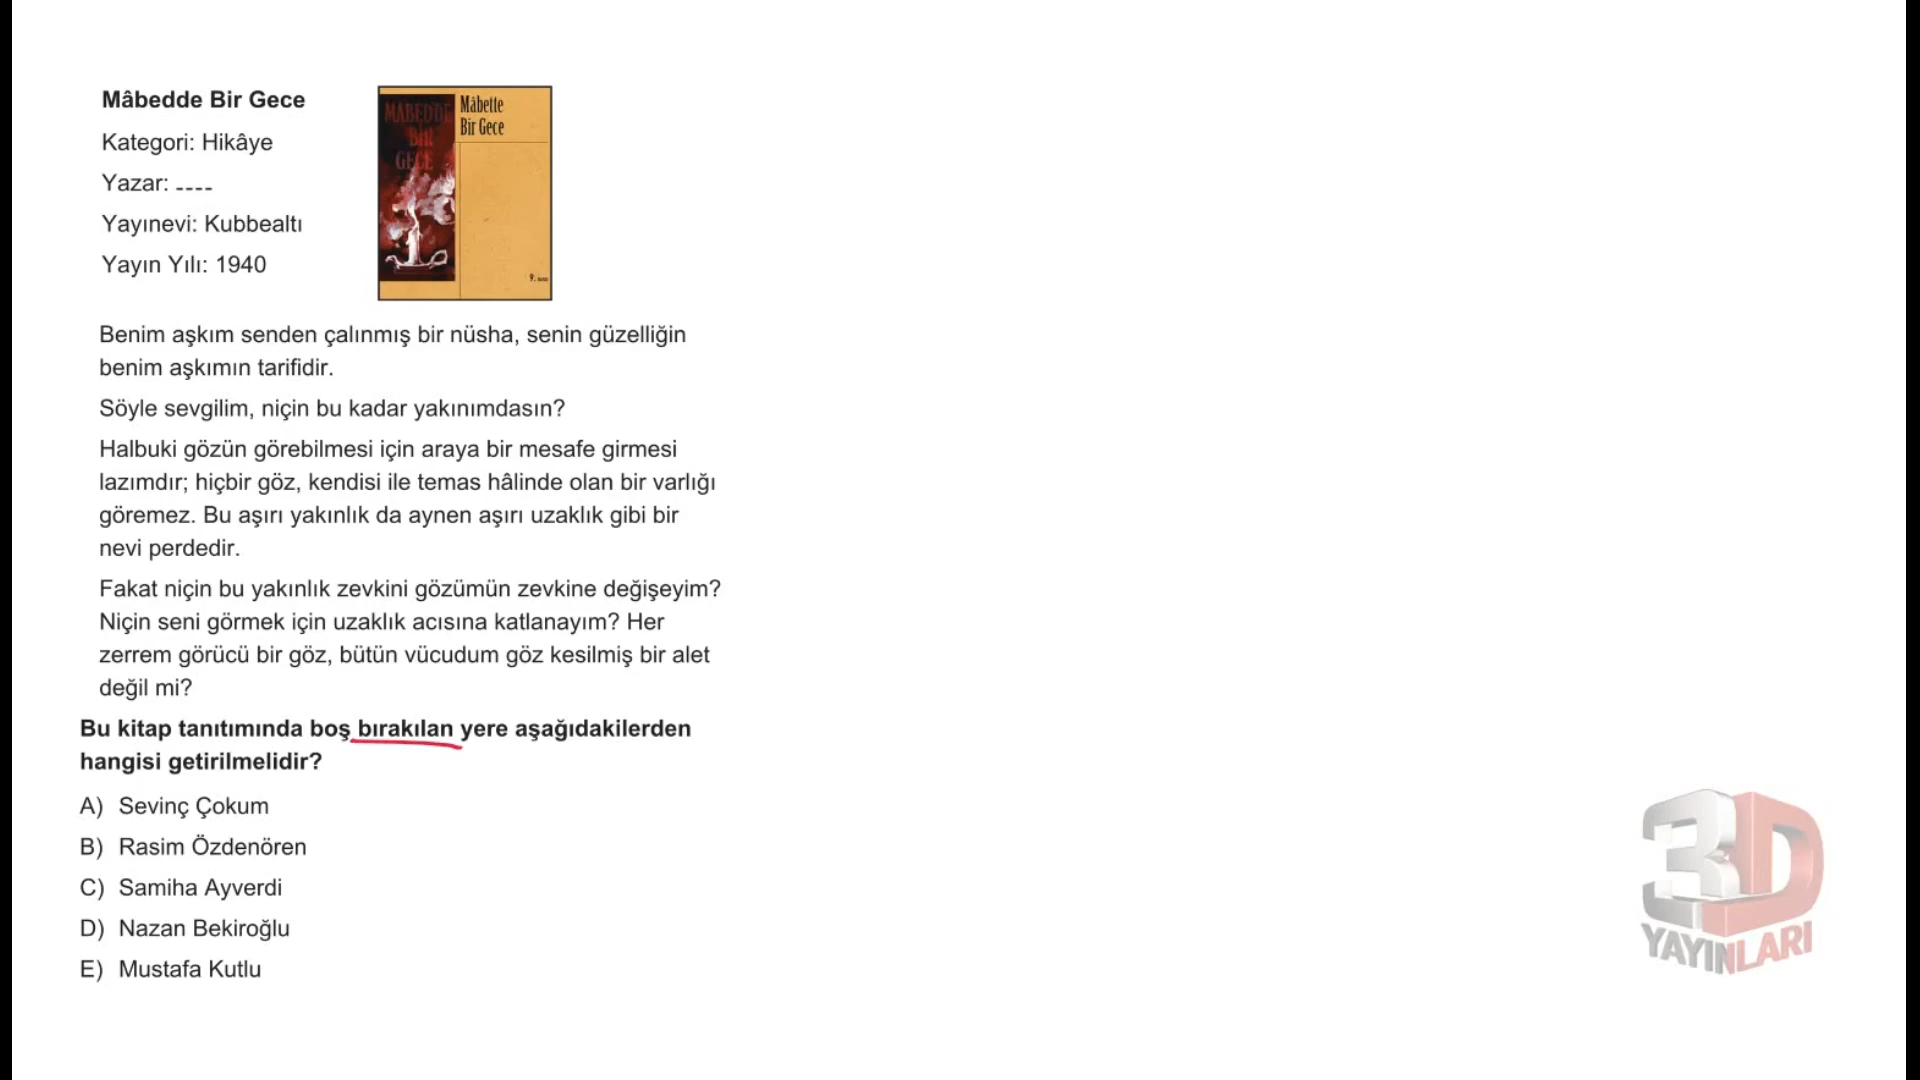 Mâbedde Bir Gece
Kategori: Hikâye
Yazar: ----
Yayınevi: Kubbealtı
Yayın Yılı: 1940
MABEDDE
BİR
GECE
Mâbette
Bir Gece
9.
Benim aşkım senden çalınmış bir nüsha, senin güzelliğin
benim aşkımın tarifidir.
Söyle sevgilim, niçin bu kadar yakınımdasın?
Halbuki gözün görebilmesi için araya bir mesafe girmesi
lazımdır; hiçbir göz, kendisi ile temas hâlinde olan bir varlığı
göremez. Bu aşırı yakınlık da aynen aşırı uzaklık gibi bir
nevi perdedir.
Fakat niçin bu yakınlık zevkini gözümün zevkine değişeyim?
Niçin seni görmek için uzaklık acısına katlanayım? Her
zerrem görücü bir göz, bütün vücudum göz kesilmiş bir alet
değil mi?
Bu kitap tanıtımında boş bırakılan yere aşağıdakilerden
hangisi getirilmelidir?
A) Sevinç Çokum
B) Rasim Özdenören
C) Samiha Ayverdi
D) Nazan Bekiroğlu
E) Mustafa Kutlu
3D
YAYINLARI